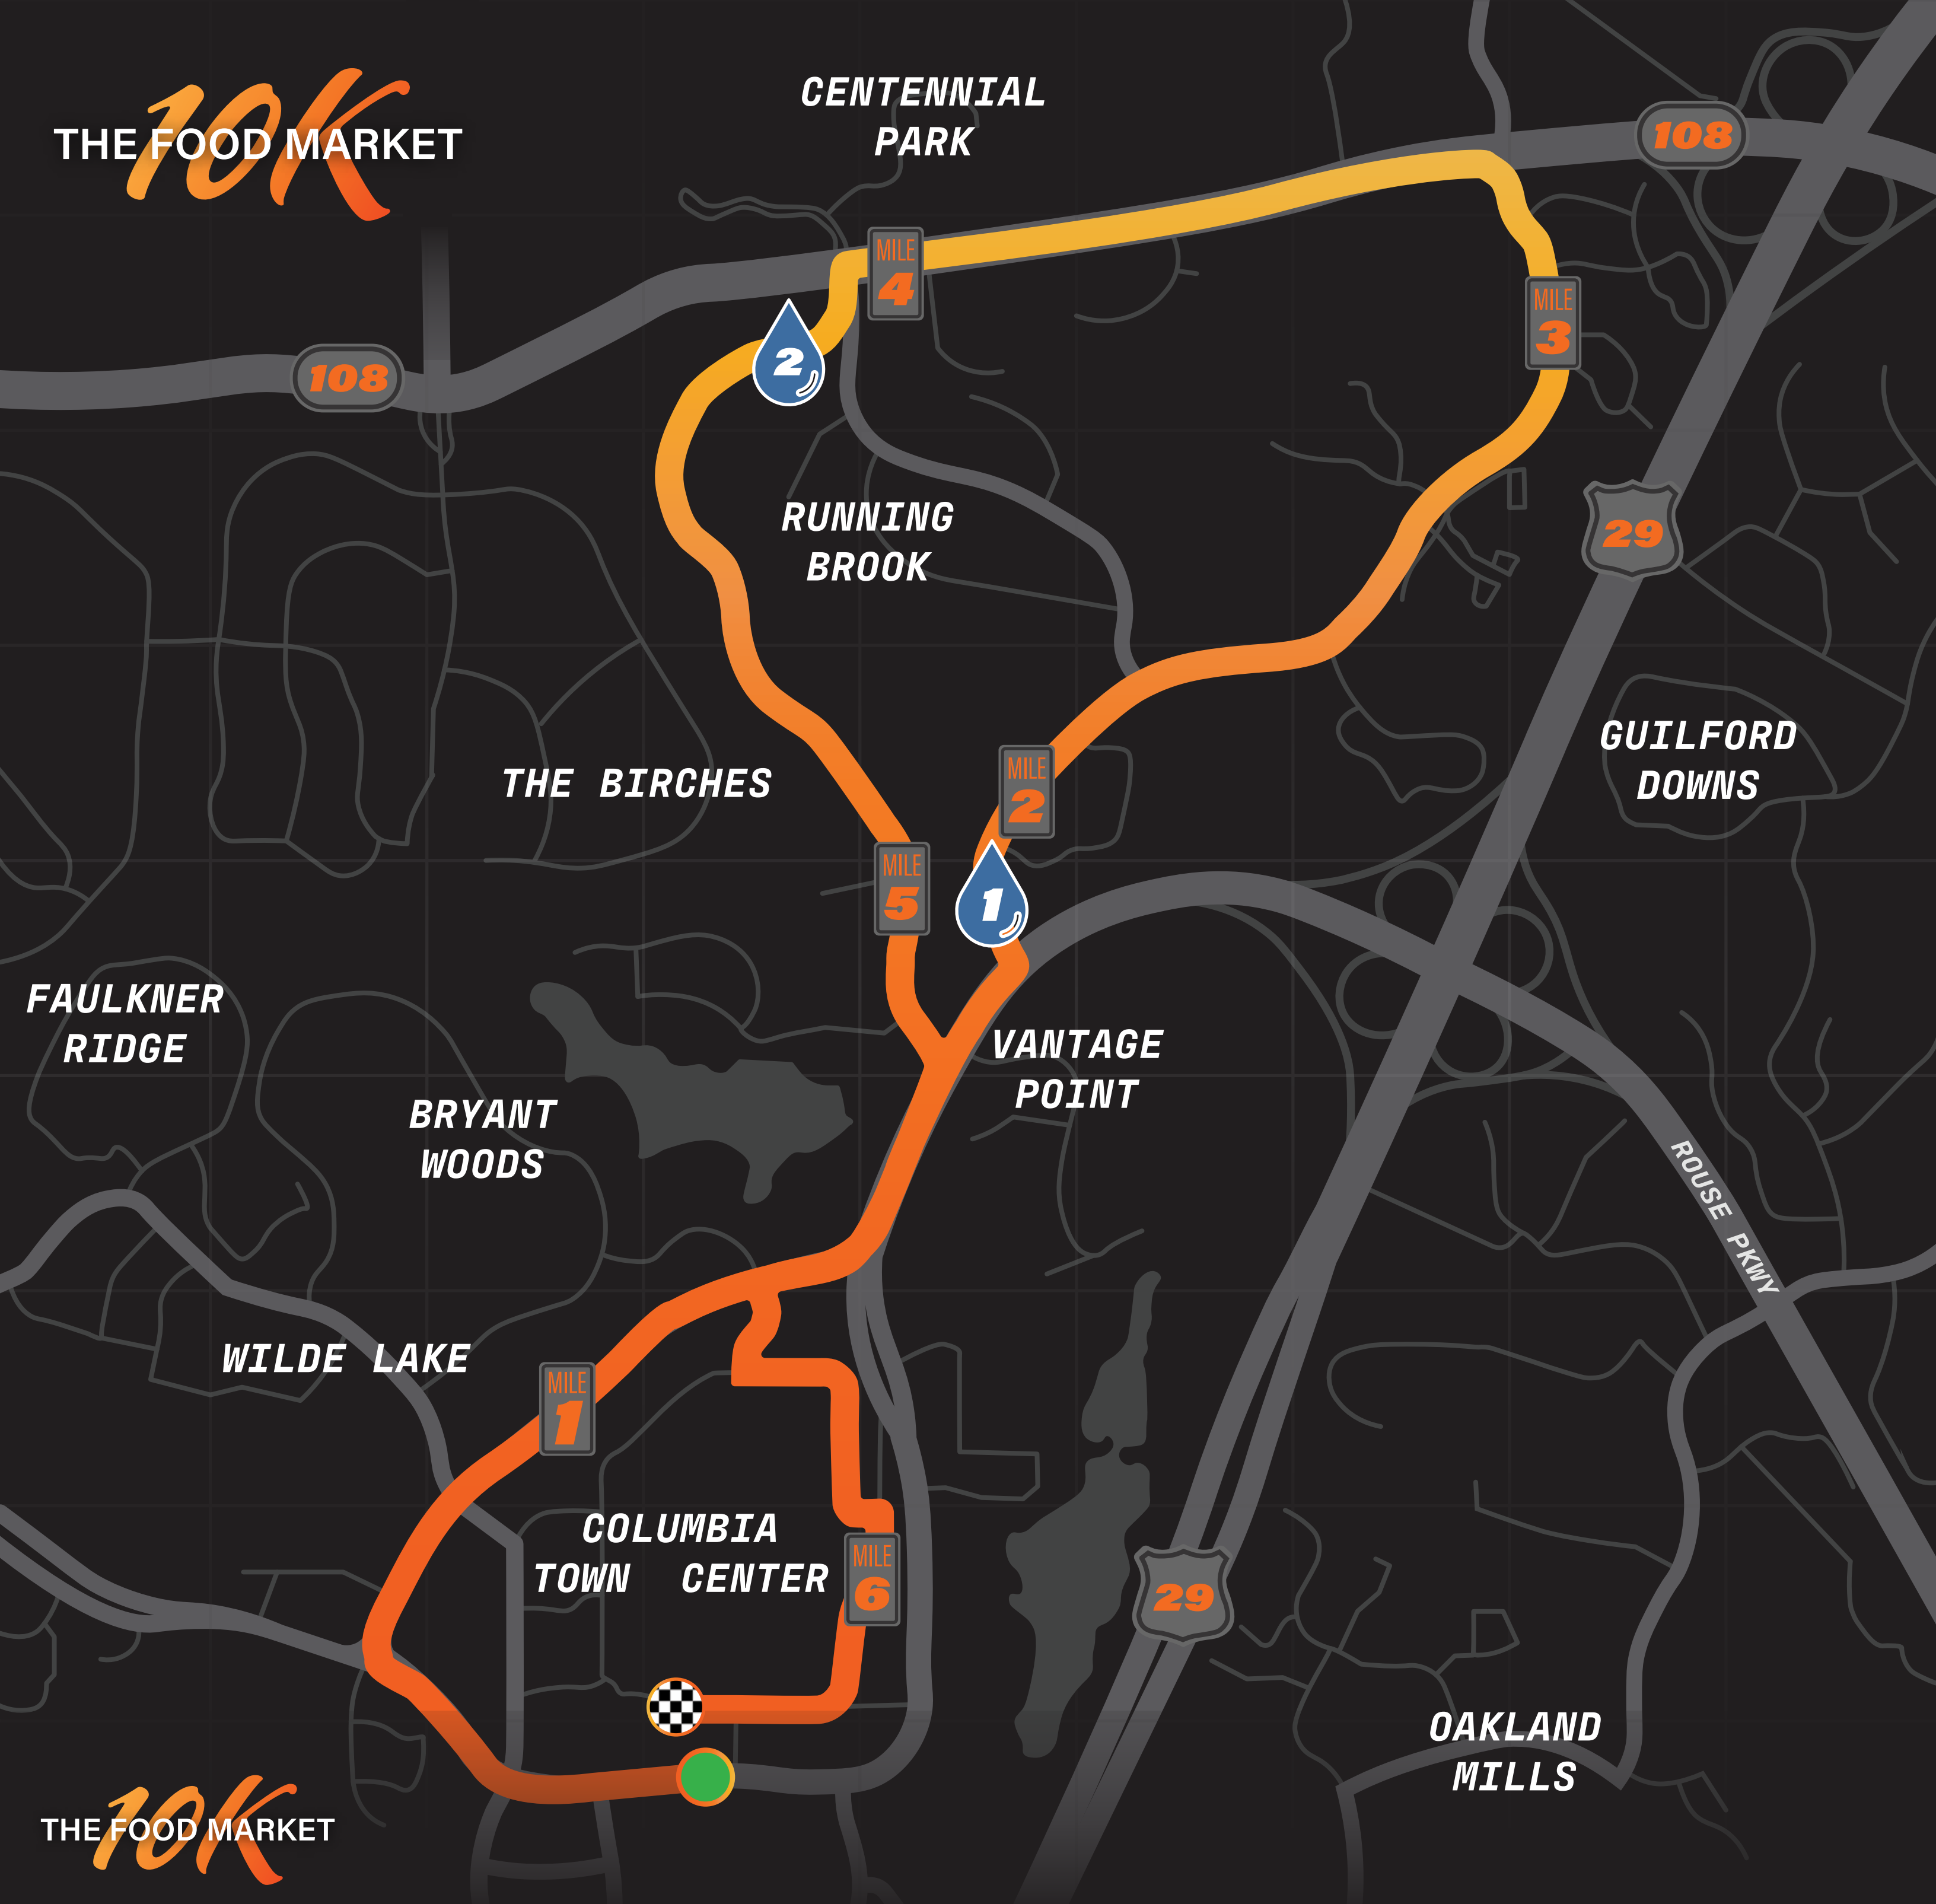 10K
THE FOOD MARKET
CENTENNIAL
PARK
108
MILE
4
MILE
3
2
108
RUNNING
BROOK
29
GUILFORD
DOWNS
THE BIRCHES
MILE
2
MILE
5
1
FAULKNER
RIDGE
VANTAGE
POINT
BRYANT
WOODS
ROUSE PKWY
WILDE LAKE
MILE
1
COLUMBIA
TOWN CENTER
MILE
6
29
OAKLAND
MILLS
10K
THE FOOD MARKET